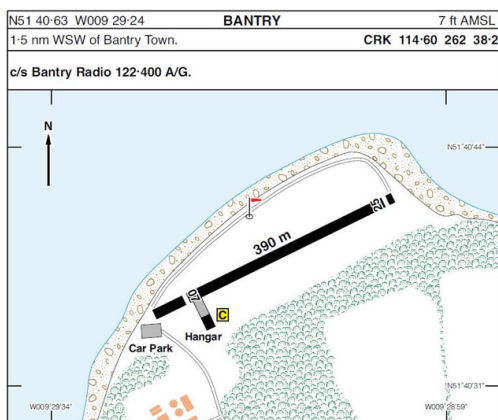 N51 40·63 W009 29·24 BANTRY 7 ft AMSL
1·5 nm WSW of Bantry Town. CRK 114·60 262 38·2
c/s Bantry Radio 122·400 A/G.
N
N51°40'44"
25
390 m
07
C
Car Park Hangar
N51°40'31"
W009°29'34" W009°28'59"